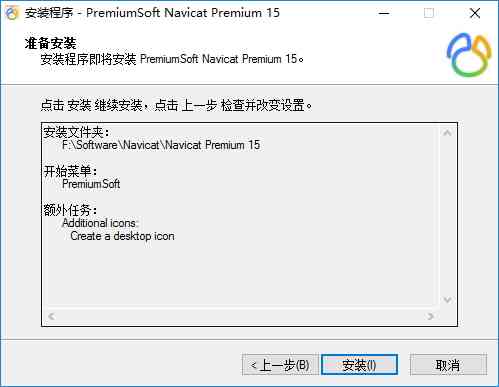 安装程序 - PremiumSoft Navicat Premium 15
准备安装
安装程序即将安装 PremiumSoft Navicat Premium 15。
点击 安装 继续安装，点击 上一步 检查并改变设置。
安装文件夹：
F:\Software\Navicat\Navicat Premium 15
开始菜单：
PremiumSoft
额外任务：
Additional icons:
Create a desktop icon
< 上一步(B)
安装(I)
取消